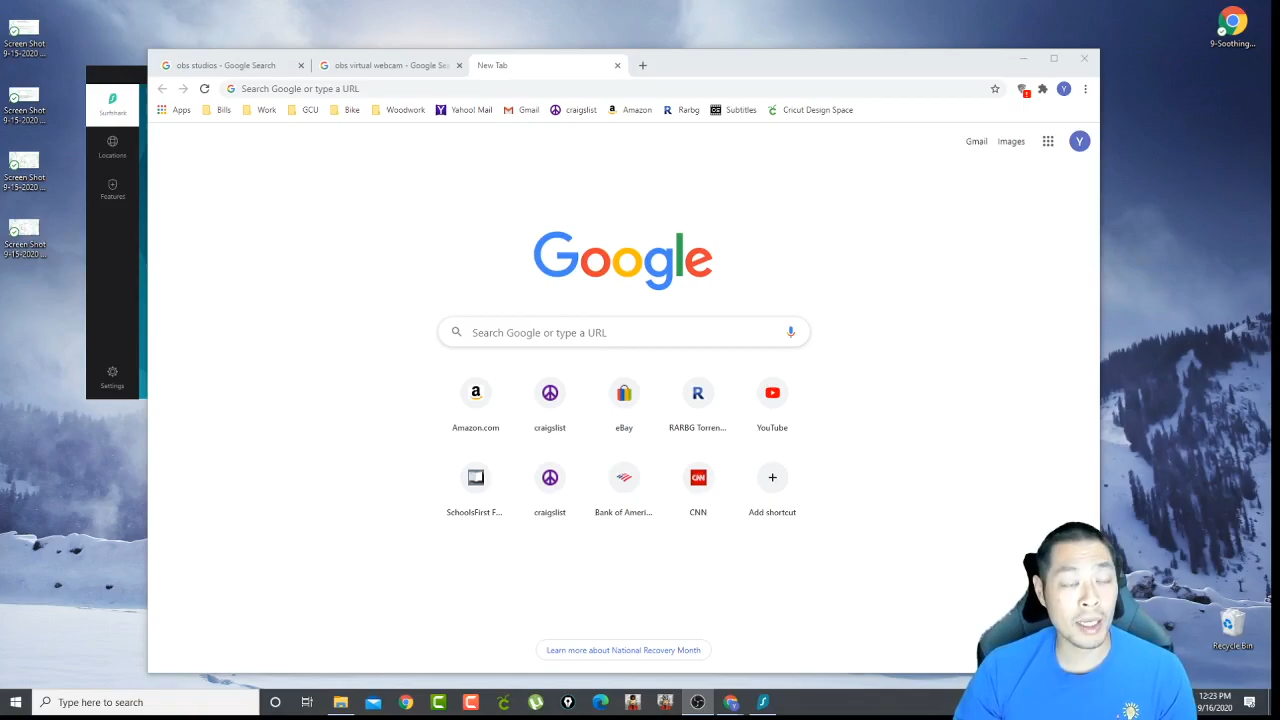 Screen Shot
9-15-2020 ...
Screen Shot
9-15-2020 ...
Screen Shot
9-15-2020 ...
Screen Shot
9-15-2020 ...
9-Soothing...
Recycle Bin
Surfshark
Locations
Features
Settings
obs studios - Google Search
obs virtual webcam - Google Sea
New Tab
Search Google or type a URL
Y
Apps
Bills
Work
GCU
Bike
Woodwork
Yahoo! Mail
Gmail
craigslist
Amazon
Rarbg
Subtitles
Cricut Design Space
Gmail
Images
Y
Google
Search Google or type a URL
Amazon.com
craigslist
eBay
RARBG Torren...
YouTube
SchoolsFirst F...
craigslist
Bank of Ameri...
CNN
CNN
Add shortcut
Learn more about National Recovery Month
Type here to search
12:23 PM
9/16/2020